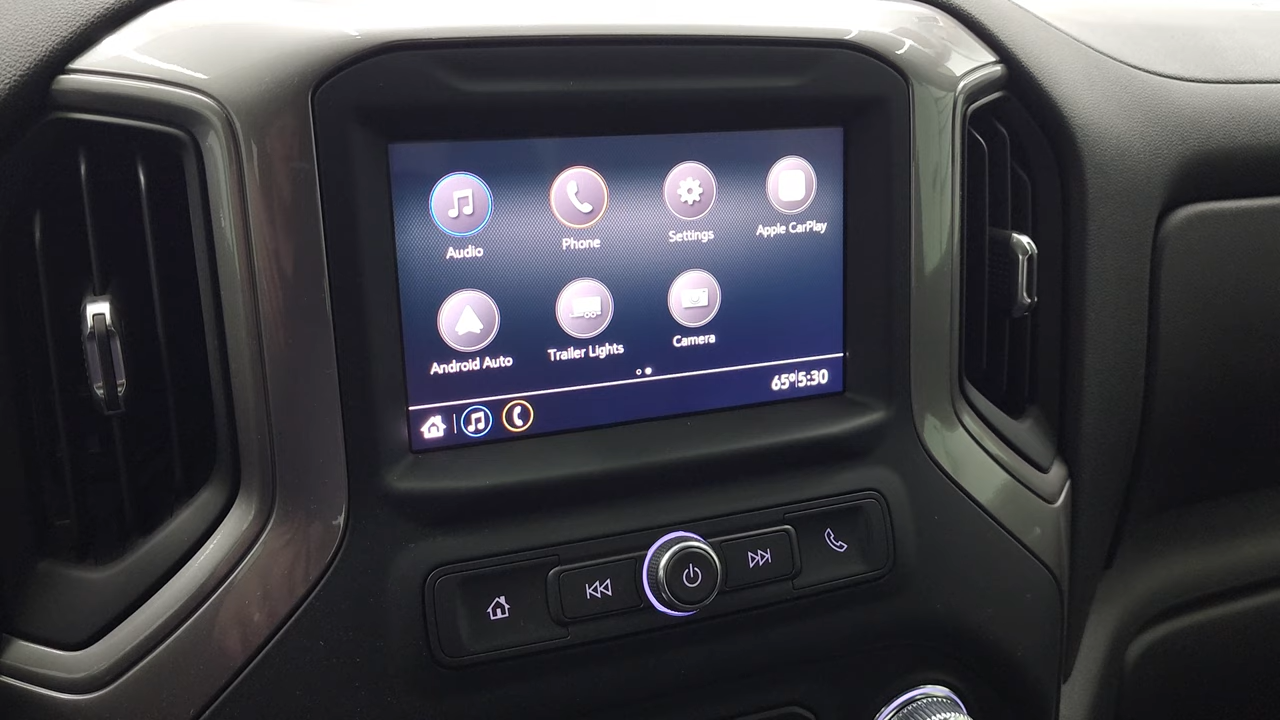 Audio
Phone
Settings
Apple CarPlay
Android Auto
Trailer Lights
Camera
65°|5:30